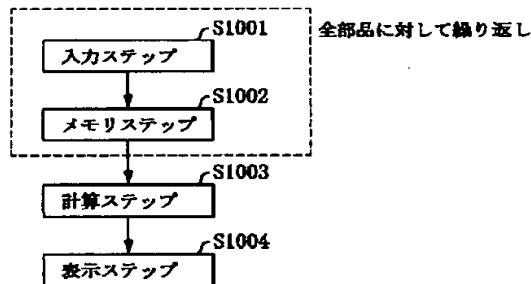 S1001
全部品に対して繰り返し
入力ステップ
S1002
メモリステップ
S1003
計算ステップ
S1004
表示ステップ